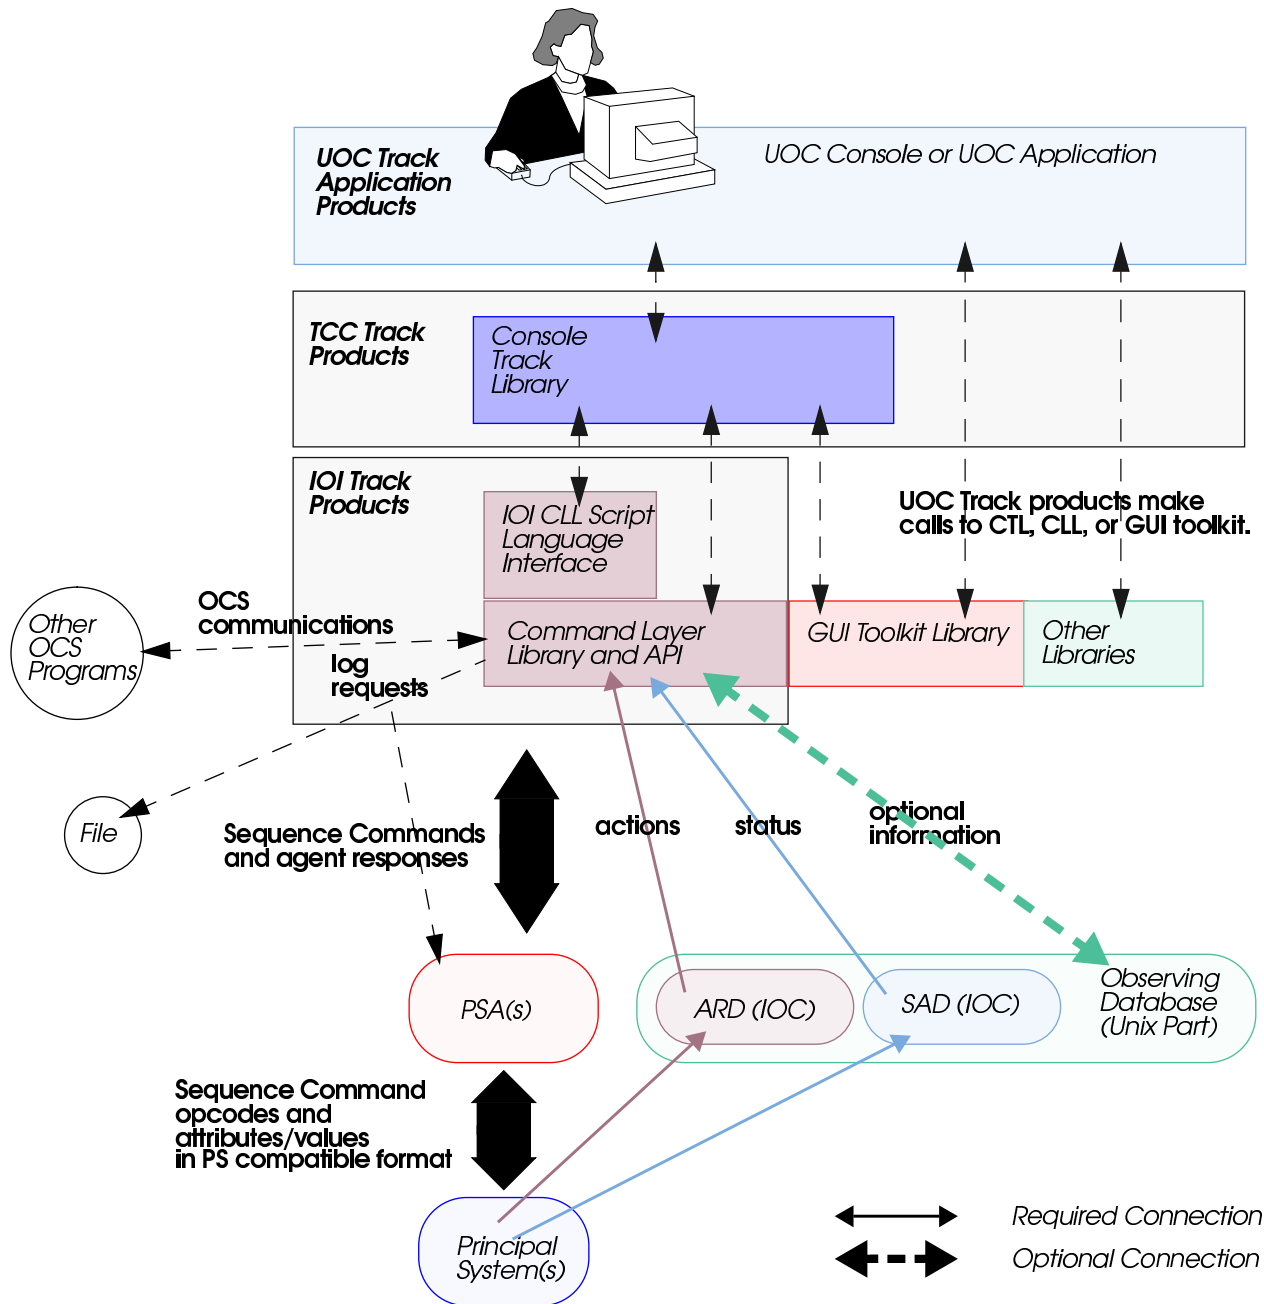 UOC Track
Application
Products
UOC Console or UOC Application
TCC Track
Products
Console
Track
Library
IOI Track
Products
IOI CLL Script
Language
Interface
UOC Track products make
calls to CTL, CLL, or GUI toolkit.
Other
OCS
Programs
OCS
communications
Command Layer
Library and API
GUI Toolkit Library
Other
Libraries
log
requests
File
Sequence Commands
and agent responses
actions
status
optional
information
PSA(s)
ARD (IOC)
SAD (IOC)
Observing
Database
(Unix Part)
Sequence Command
opcodes and
attributes/values
in PS compatible format
Principal
System(s)
Required Connection
Optional Connection